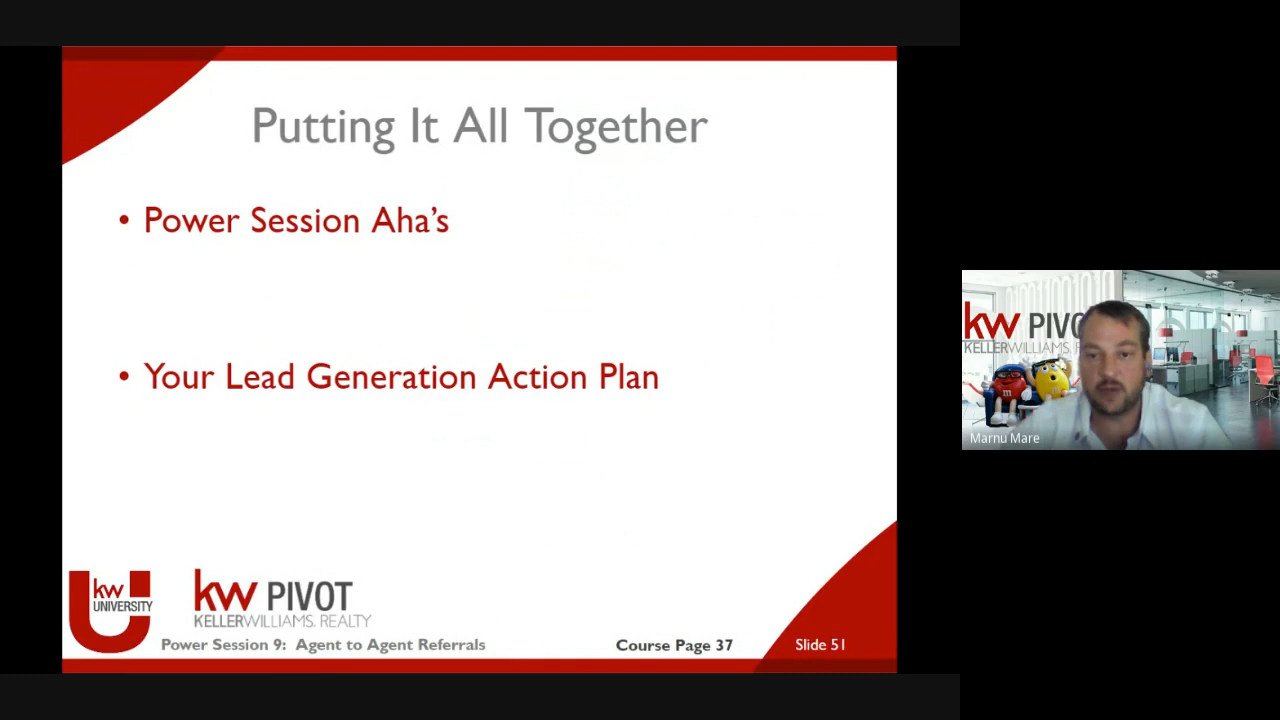 Putting It All Together
• Power Session Aha's
• Your Lead Generation Action Plan
kw
UNIVERSITY
kw PIVOT
KELLERWILLIAMS. REALTY
Power Session 9: Agent to Agent Referrals
Course Page 37
Slide 51
kw
KELLERWILLIAMS.
m
Marnu Mare